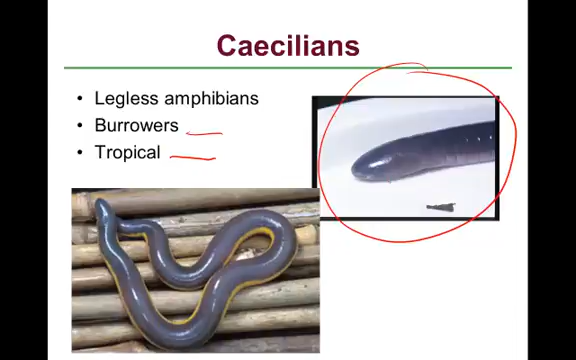 Caecilians
• Legless amphibians
• Burrowers
• Tropical